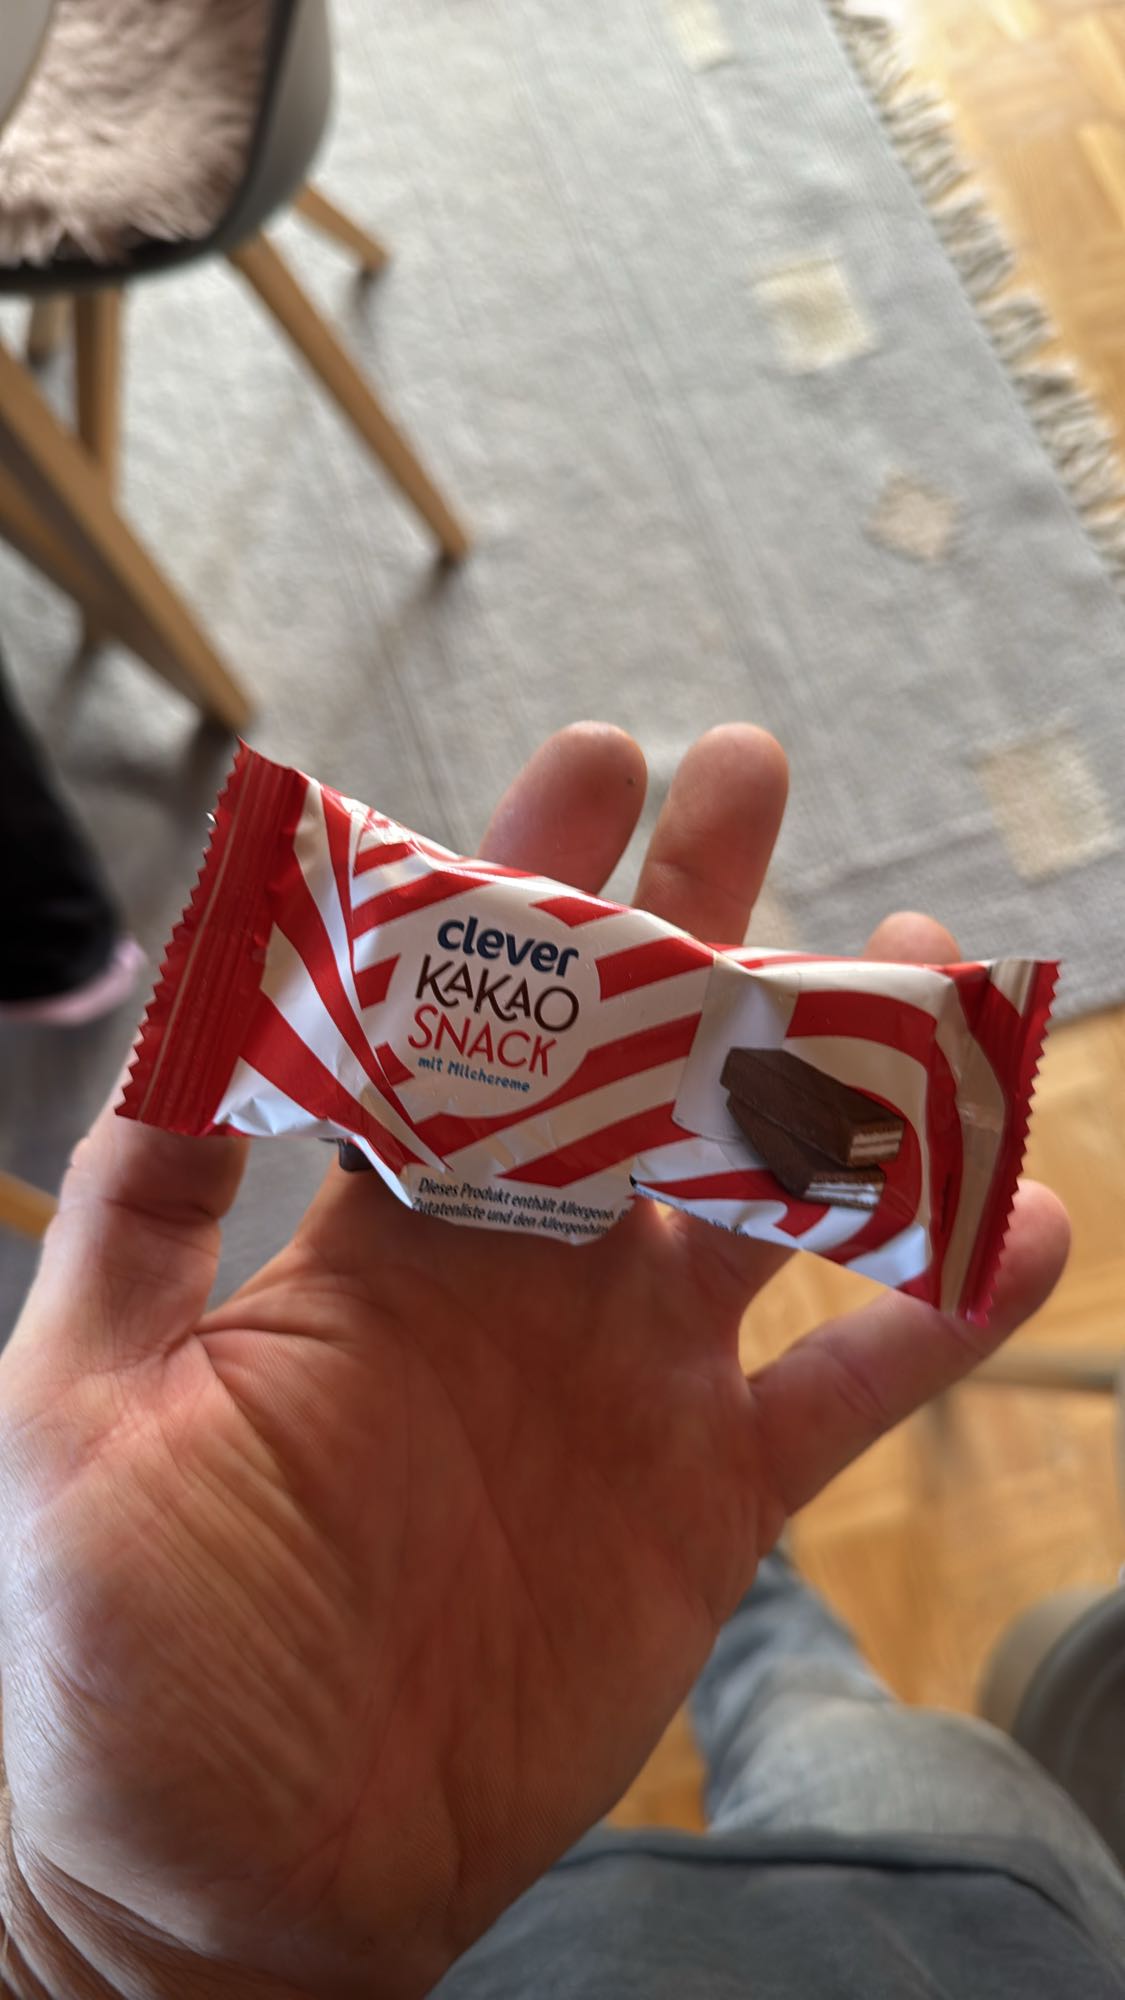 clever
KAKAO
SNACK
mit Milchcreme
Dieses Produkt enthält Allergene.
Zutatenliste und den